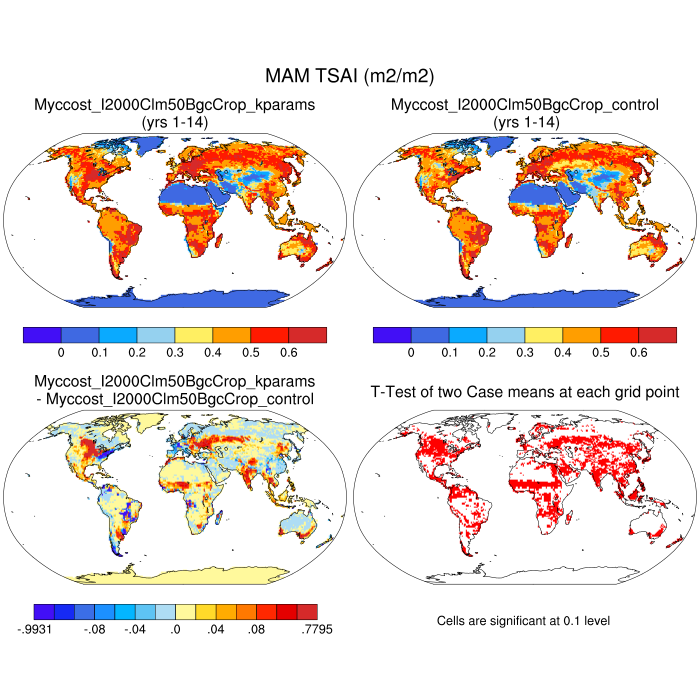 MAM TSAI (m2/m2)
Myccost_I2000Clm50BgcCrop_kparams
(yrs 1-14)
Myccost_I2000Clm50BgcCrop_control
(yrs 1-14)
0 0.1 0.2 0.3 0.4 0.5 0.6
0 0.1 0.2 0.3 0.4 0.5 0.6
Myccost_I2000Clm50BgcCrop_kparams
- Myccost_I2000Clm50BgcCrop_control
T-Test of two Case means at each grid point
-.9931 -.08 -.04 .0 .04 .08 .7795
Cells are significant at 0.1 level